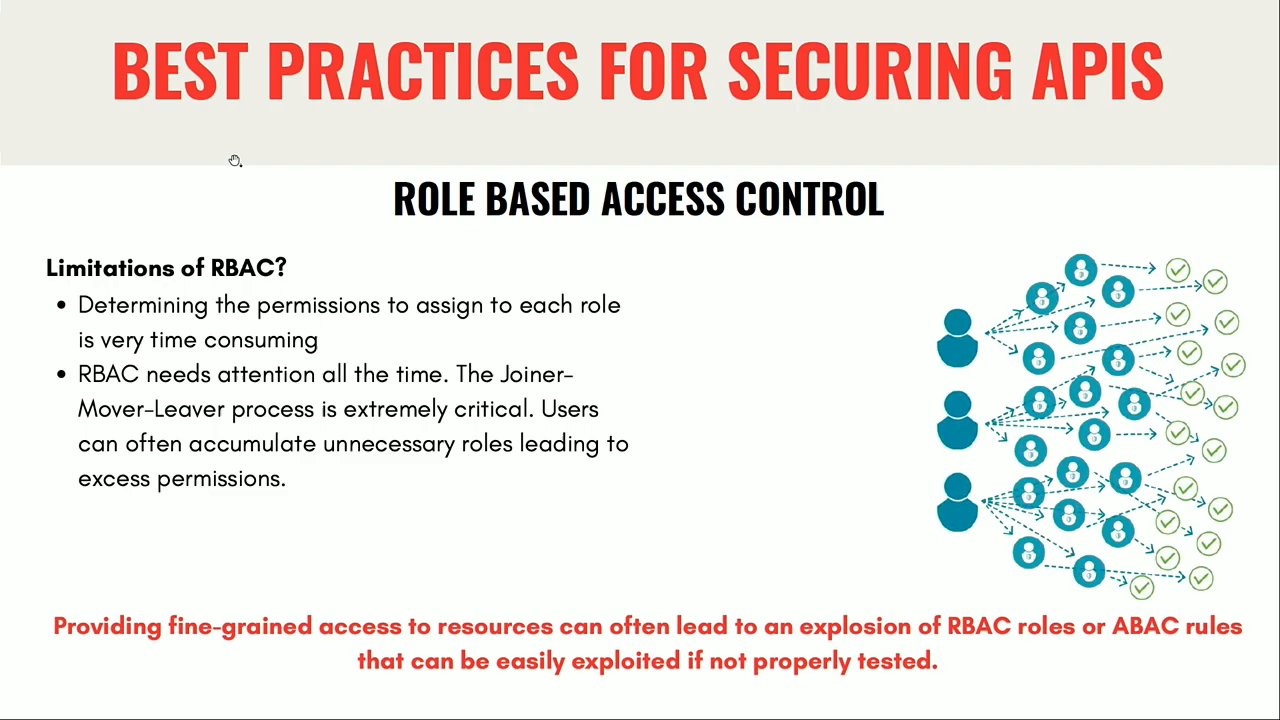 BEST PRACTICES FOR SECURING APIS
ROLE BASED ACCESS CONTROL
Limitations of RBAC?
• Determining the permissions to assign to each role
is very time consuming
• RBAC needs attention all the time. The Joiner-
Mover-Leaver process is extremely critical. Users
can often accumulate unnecessary roles leading to
excess permissions.
Providing fine-grained access to resources can often lead to an explosion of RBAC roles or ABAC rules
that can be easily exploited if not properly tested.